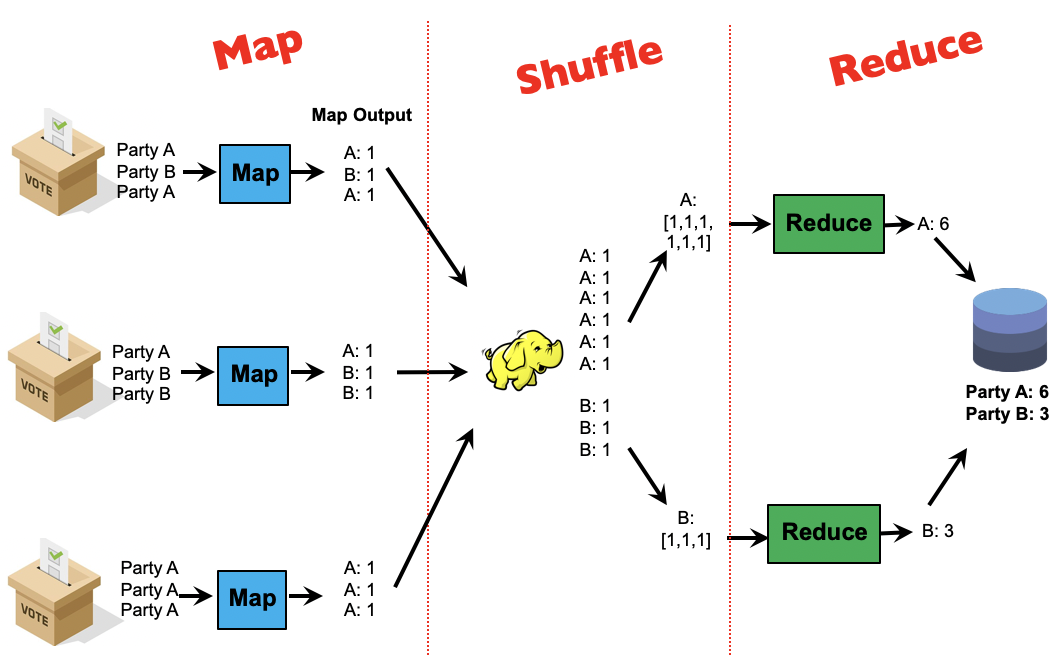 Map
Shuffle
Reduce
Map Output
VOTE
Party A
Party B
Party A
Map
A: 1
B: 1
A: 1
VOTE
Party A
Party B
Party B
Map
A: 1
B: 1
B: 1
VOTE
Party A
Party A
Party A
Map
A: 1
A: 1
A: 1
A: 1
A: 1
A: 1
A: 1
A: 1
A: 1
B: 1
B: 1
B: 1
A:
[1,1,1,
1,1,1]
B:
[1,1,1]
Reduce
A: 6
Reduce
B: 3
Party A: 6
Party B: 3